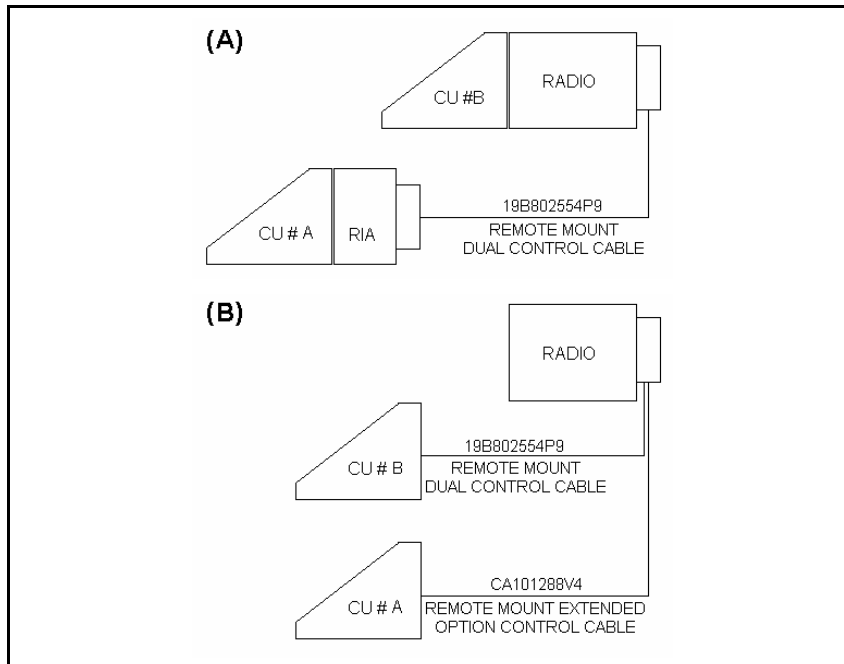 (A)
CU #B
RADIO
CU # A
RIA
19B802554P9
REMOTE MOUNT
DUAL CONTROL CABLE
(B)
RADIO
CU # B
19B802554P9
REMOTE MOUNT
DUAL CONTROL CABLE
CU # A
CA101288V4
REMOTE MOUNT EXTENDED
OPTION CONTROL CABLE